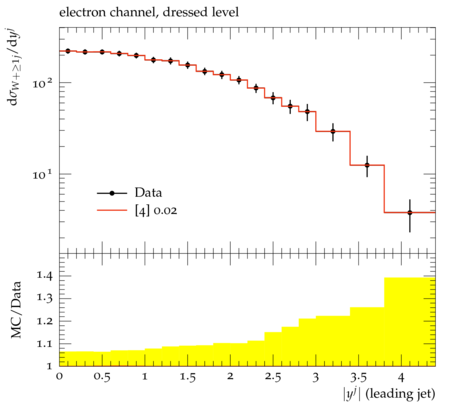 electron channel, dressed level
dσ_{W+≥1j}/dy^j
10^2
10^1
Data
[4] 0.02
MC/Data
1.4
1.3
1.2
1.1
1
0 0.5 1 1.5 2 2.5 3 3.5 4
|y^j| (leading jet)